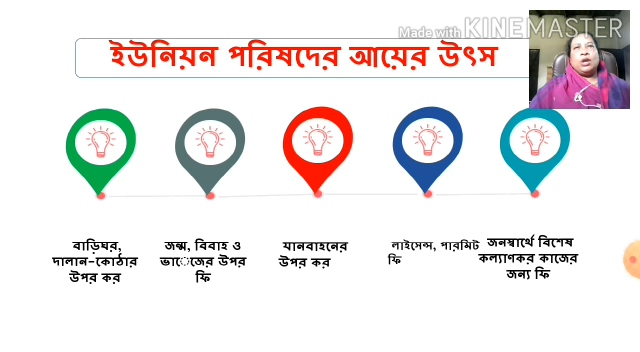 Made with KINEMASTER
ইউনিয়ন পরিষদের আয়ের উৎস
বাড়িঘর,
দালান-কোঠার
উপর কর
জন্ম, বিবাহ ও
ভােজের উপর
ফি
যানবাহনের
উপর কর
লাইসেন্স, পারমিট
ফি
জনস্বার্থে বিশেষ
কল্যাণকর কাজের
জন্য ফি